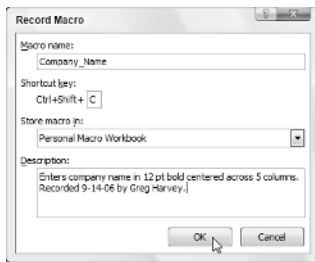 Record Macro
Macro name:
Company_Name
Shortcut key:
Ctrl+Shift+ C
Store macro in:
Personal Macro Workbook
Description:
Enters company name in 12 pt bold centered across 5 columns.
Recorded 9-14-06 by Greg Harvey.
OK Cancel